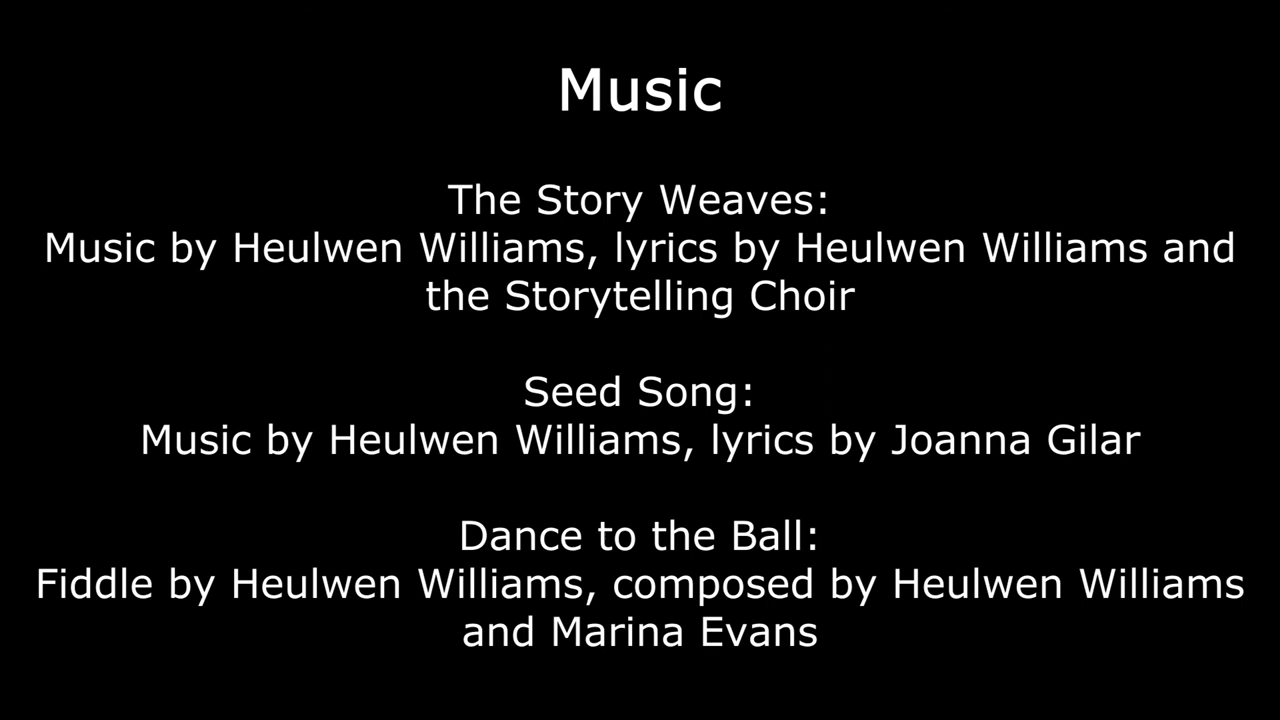 Music
The Story Weaves:
Music by Heulwen Williams, lyrics by Heulwen Williams and
the Storytelling Choir
Seed Song:
Music by Heulwen Williams, lyrics by Joanna Gilar
Dance to the Ball:
Fiddle by Heulwen Williams, composed by Heulwen Williams
and Marina Evans